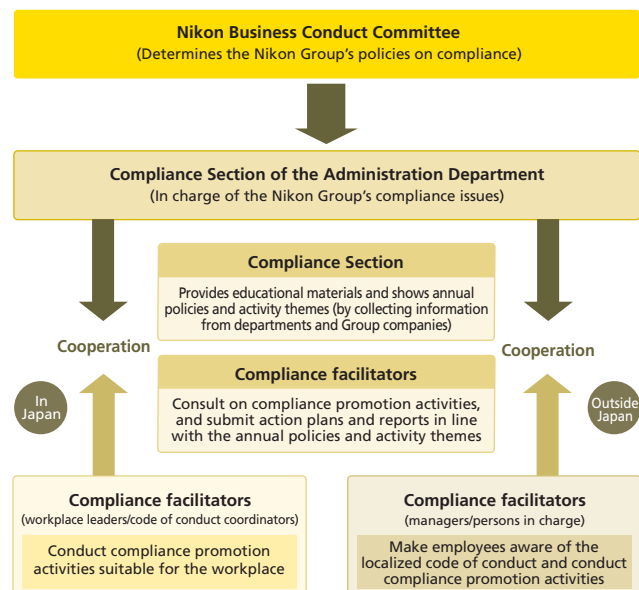 Nikon Business Conduct Committee
(Determines the Nikon Group's policies on compliance)
Compliance Section of the Administration Department
(In charge of the Nikon Group's compliance issues)
Compliance Section
Provides educational materials and shows annual
policies and activity themes (by collecting information
from departments and Group companies)
Cooperation
Cooperation
Compliance facilitators
Consult on compliance promotion activities,
and submit action plans and reports in line
with the annual policies and activity themes
In
Japan
Outside
Japan
Compliance facilitators
(workplace leaders/code of conduct coordinators)
Conduct compliance promotion
activities suitable for the workplace
Compliance facilitators
(managers/persons in charge)
Make employees aware of the
localized code of conduct and conduct
compliance promotion activities